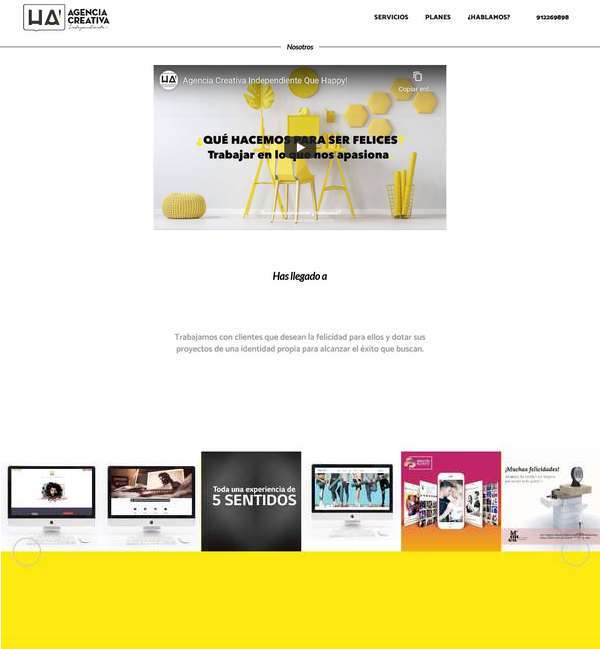 HA' AGENCIA
CREATIVA
Independiente
SERVICIOS PLANES ¿HABLAMOS? 912269898
Nosotros
Agencia Creativa Independiente Que Happy!
Copiar enl...
¿QUÉ HACEMOS PARA SER FELICES?
Trabajar en lo que nos apasiona
Has llegado a
Trabajamos con clientes que desean la felicidad para ellos y dotar sus
proyectos de una identidad propia para alcanzar el éxito que buscan.
Toda una experiencia de
5 SENTIDOS
¡Muchas felicidades!